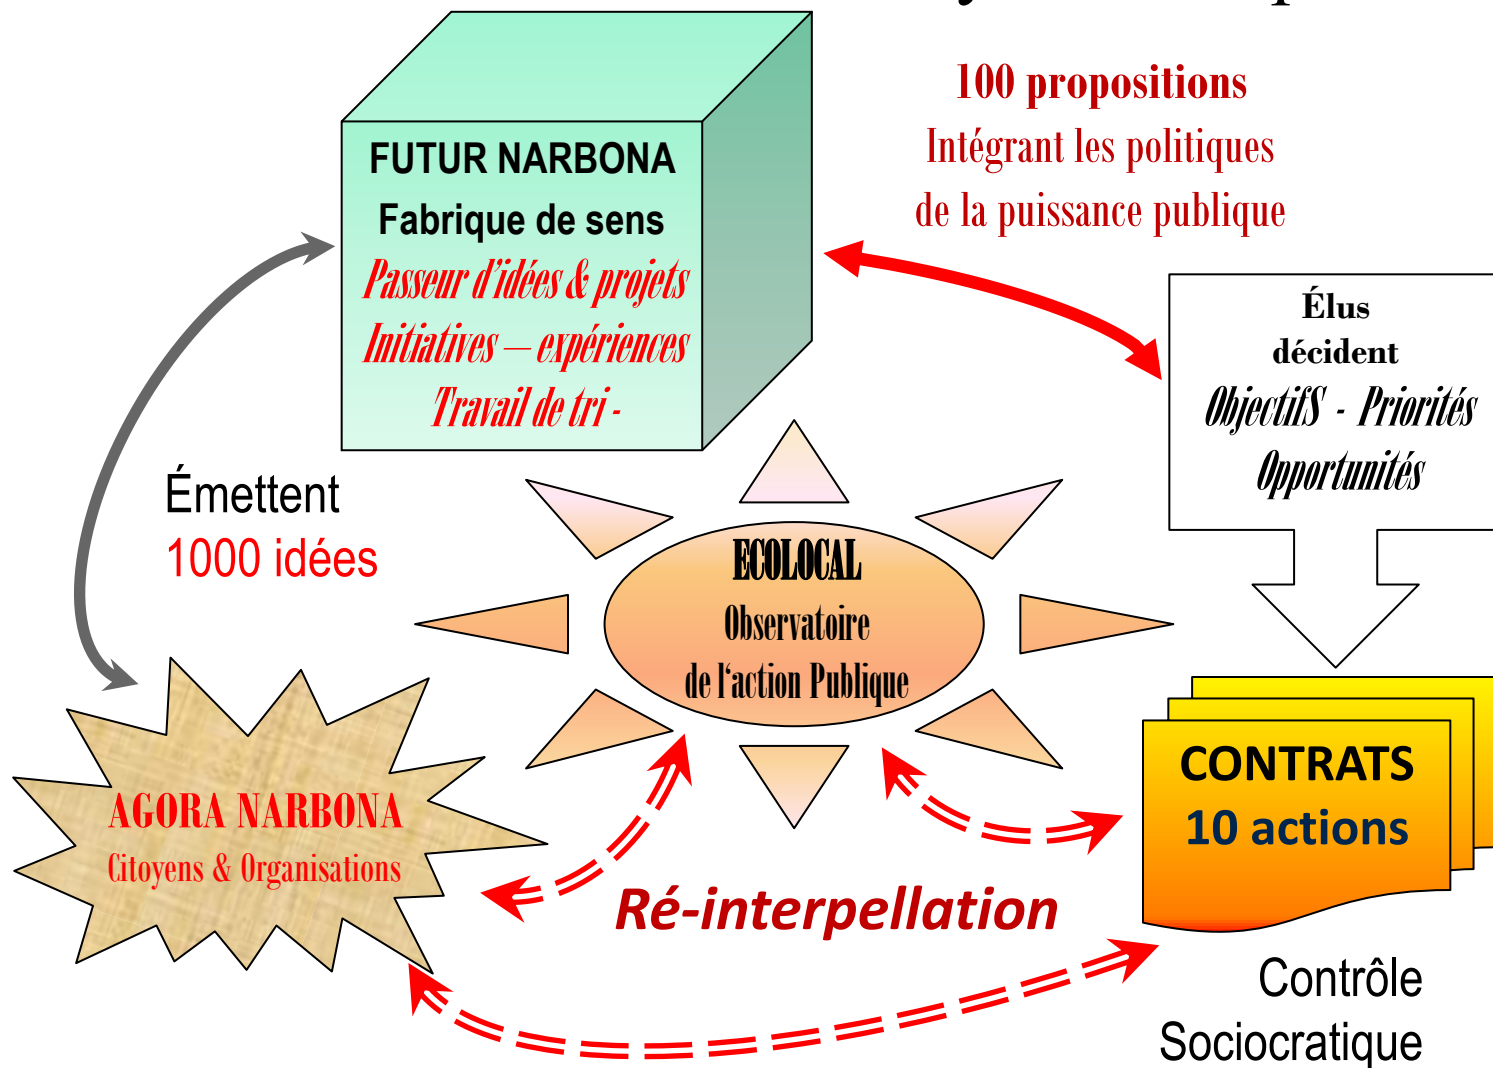 100 propositions
Intégrant les politiques
de la puissance publique
FUTUR NARBONA
Fabrique de sens
Passeur d'idées & projets
Initiatives – expériences
Travail de tri -
Élus
décident
ObjectifS - Priorités
Opportunités
Émettent
1000 idées
ECOLOCAL
Observatoire
de l'action Publique
AGORA NARBONA
Citoyens & Organisations
CONTRATS
10 actions
Ré-interpellation
Contrôle
Sociocratique